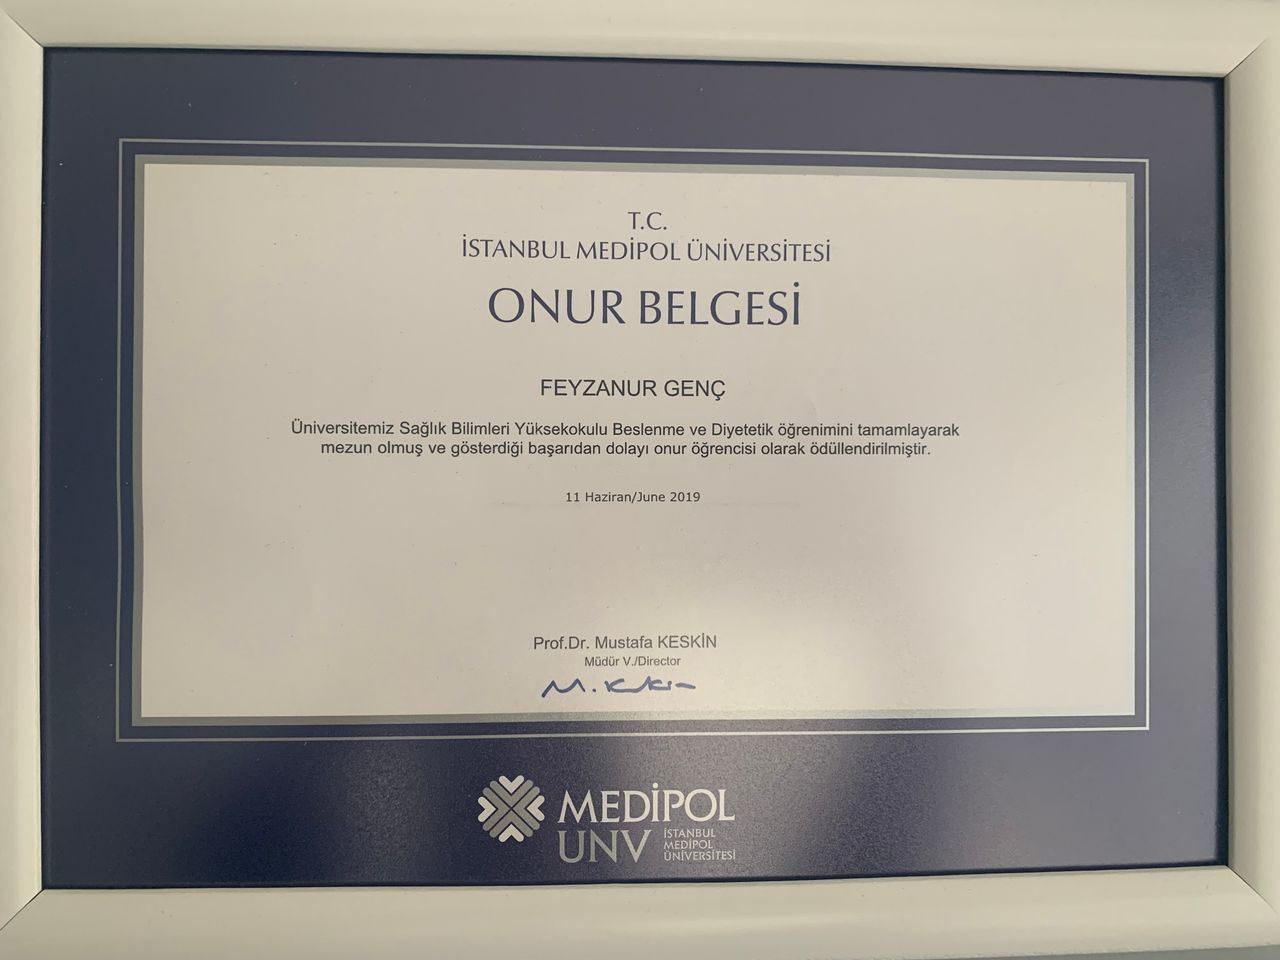 T.C.
İSTANBUL MEDİPOL ÜNİVERSİTESİ
ONUR BELGESİ
FEYZANUR GENÇ
Üniversitemiz Sağlık Bilimleri Yüksekokulu Beslenme ve Diyetetik öğrenimini tamamlayarak
mezun olmuş ve gösterdiği başarıdan dolayı onur öğrencisi olarak ödüllendirilmiştir.
11 Haziran/June 2019
Prof.Dr. Mustafa KESKİN
Müdür V./Director
MEDİPOL
UNV
İSTANBUL
MEDİPOL
ÜNİVERSİTESİ